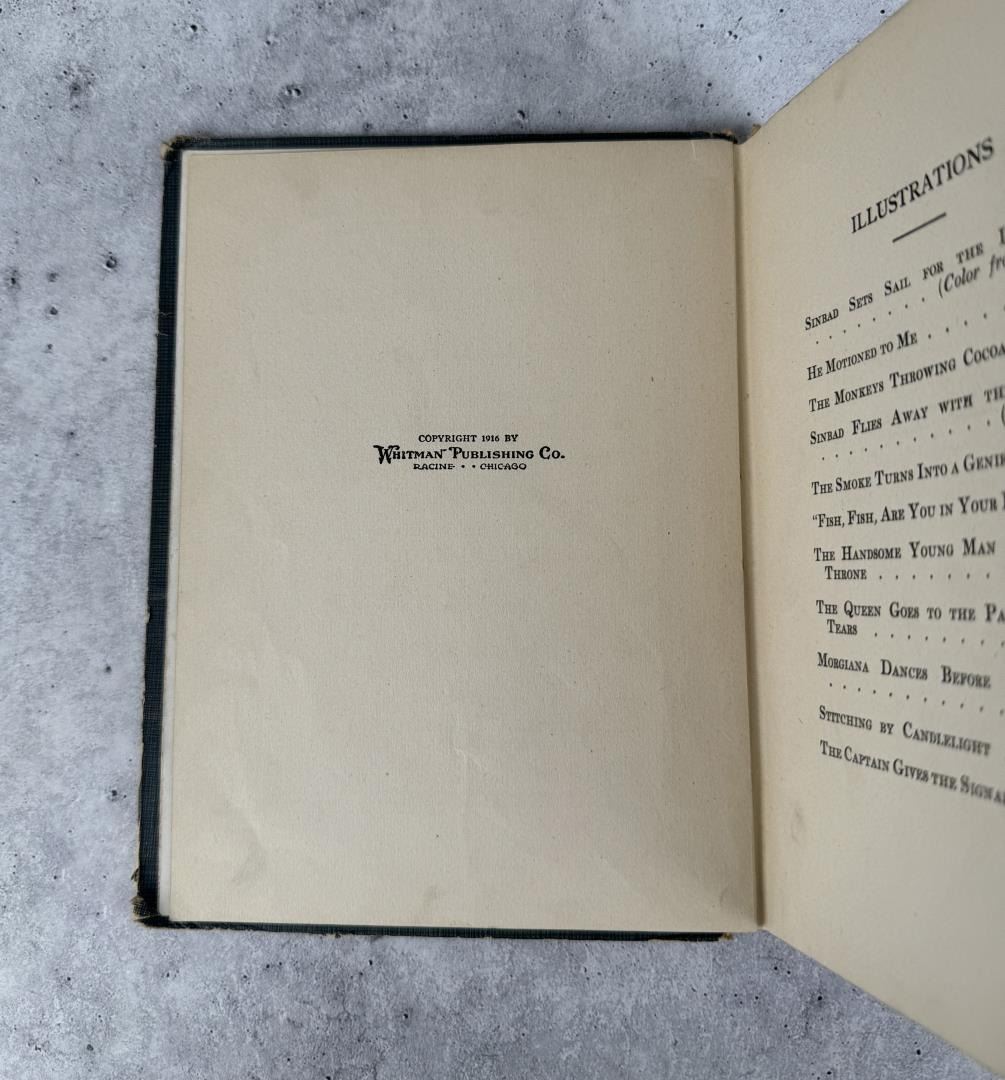 COPYRIGHT 1916 BY
WHITMAN PUBLISHING CO.
RACINE · · CHICAGO
ILLUSTRATIONS
SINBAD SETS SAIL FOR THE
. . . . . . . . (Color
HE MOTIONED TO ME . . . .
THE MONKEYS THROWING
SINBAD FLIES AWAY WITH
. . . . . . . . . (
THE SMOKE TURNS INTO A
"FISH, FISH, ARE YOU IN YOUR
THE HANDSOME YOUNG MAN
THRONE . . . . . . .
THE QUEEN GOES TO THE
TEARS . . . . . . . .
MORGIANA DANCES BEFORE
. . . . . . . . . .
STITCHING BY CANDLELIGHT
THE CAPTAIN GIVES THE